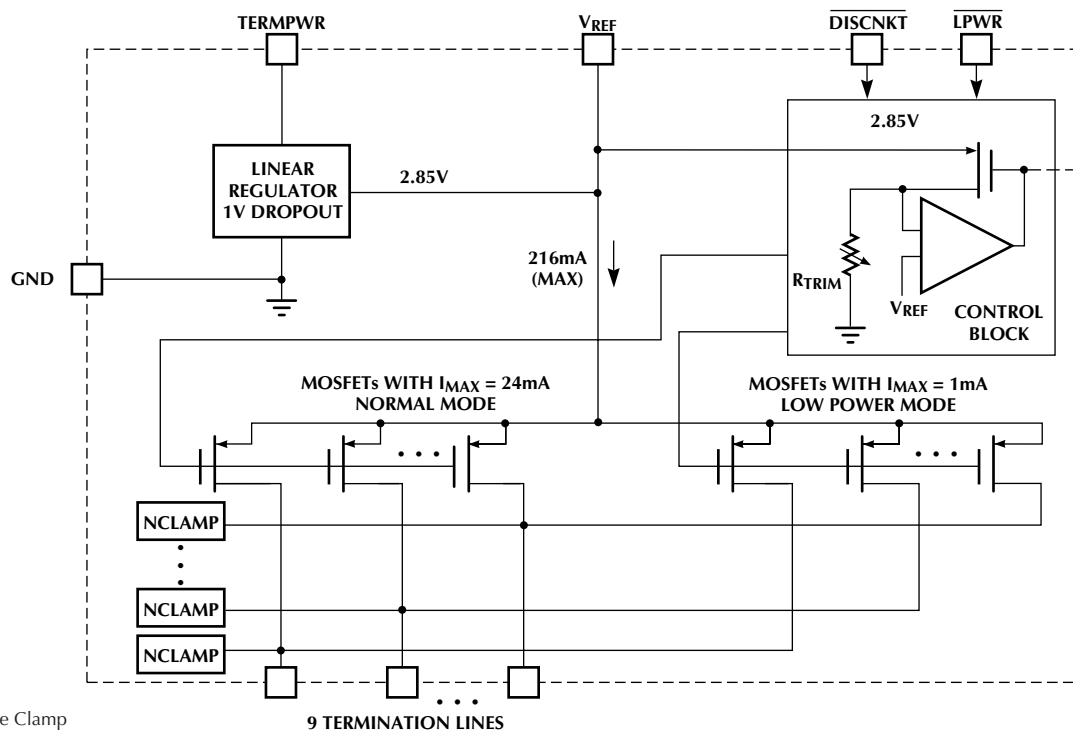 TERMPWR
VREF
DISCNKT
LPWR
2.85V
LINEAR
REGULATOR
1V DROPOUT
2.85V
216mA
(MAX)
RTRIM
VREF
CONTROL
BLOCK
GND
MOSFETs WITH IMAX = 24mA
NORMAL MODE
MOSFETs WITH IMAX = 1mA
LOW POWER MODE
NCLAMP
NCLAMP
NCLAMP
e Clamp
9 TERMINATION LINES